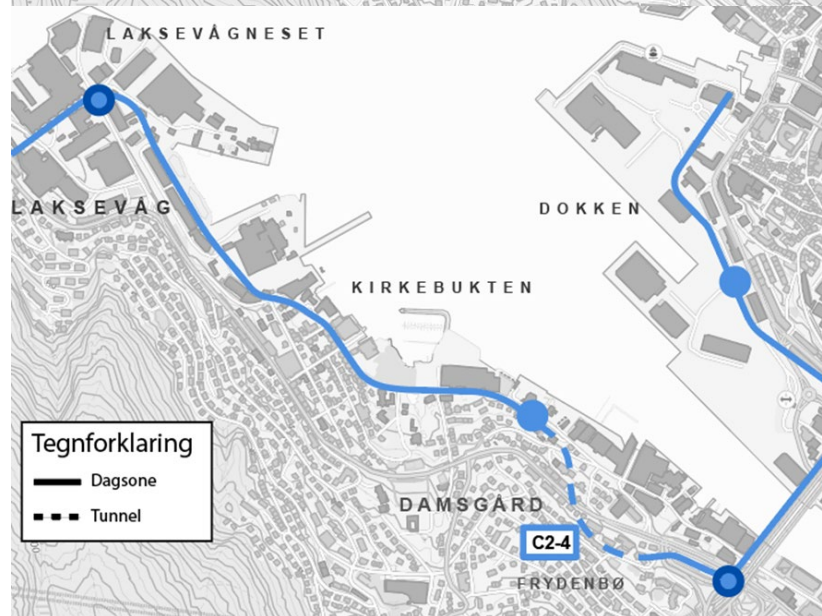 LAKSEVÅGNESET
LAKSEVÅG
DOKKEN
KIRKEBUKTEN
Tegnforklaring
Dagsone
Tunnel
DAMSGÅRD
C2-4
FRYDENBØ